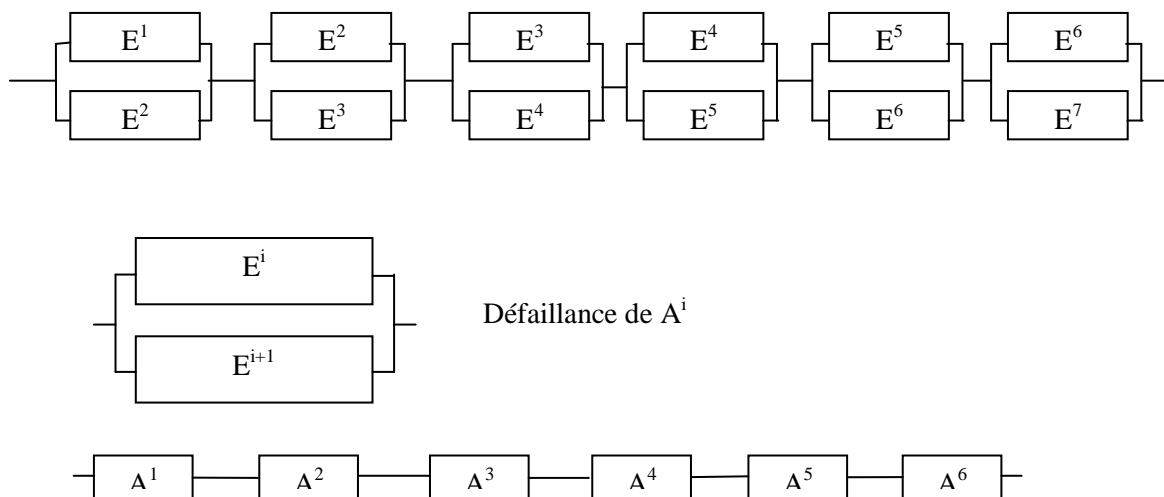 E¹ E² E³ E⁴ E⁵ E⁶
E² E³ E⁴ E⁵ E⁶ E⁷
Eⁱ
Défaillance de Aⁱ
Eⁱ⁺¹
A¹ A² A³ A⁴ A⁵ A⁶